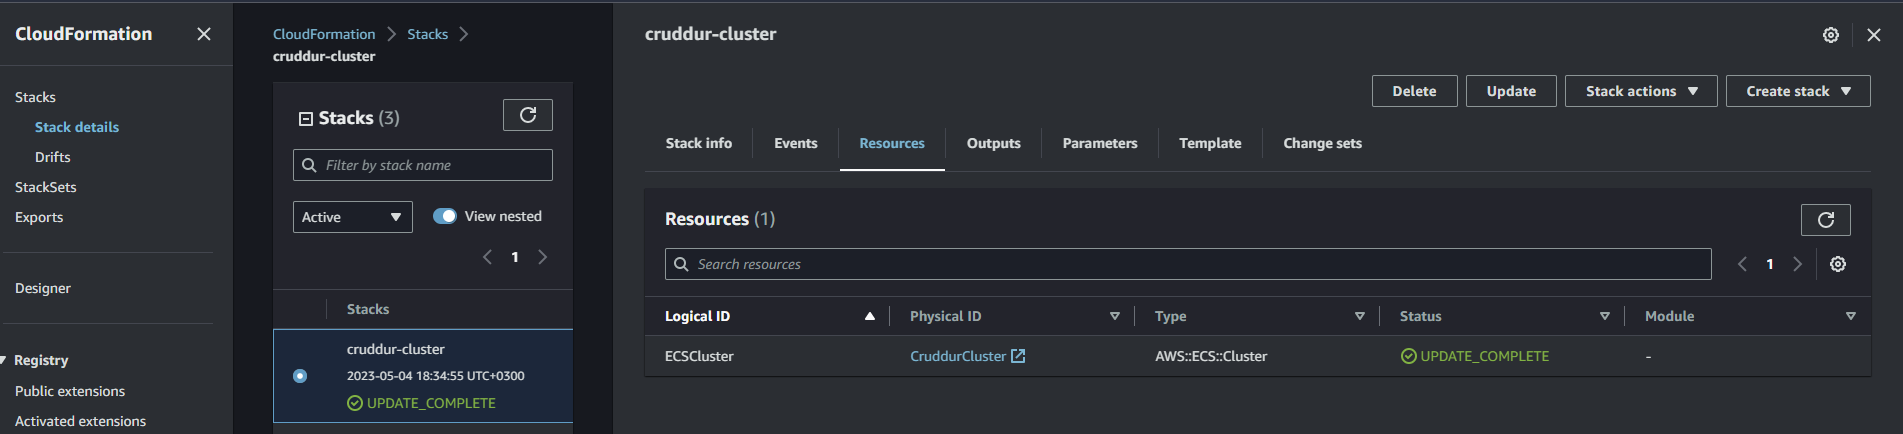 CloudFormation
Stacks
Stack details
Drifts
StackSets
Exports
Designer
Registry
Public extensions
Activated extensions
CloudFormation
Stacks
cruddur-cluster
Stacks (3)
Filter by stack name
Active
View nested
1
Stacks
cruddur-cluster
2023-05-04 18:34:55 UTC+0300
UPDATE_COMPLETE
cruddur-cluster
Delete Update Stack actions Create stack
Stack info Events Resources Outputs Parameters Template Change sets
Resources (1)
Search resources
1
Logical ID Physical ID Type Status Module
ECSCluster CruddurCluster AWS::ECS::Cluster UPDATE_COMPLETE -